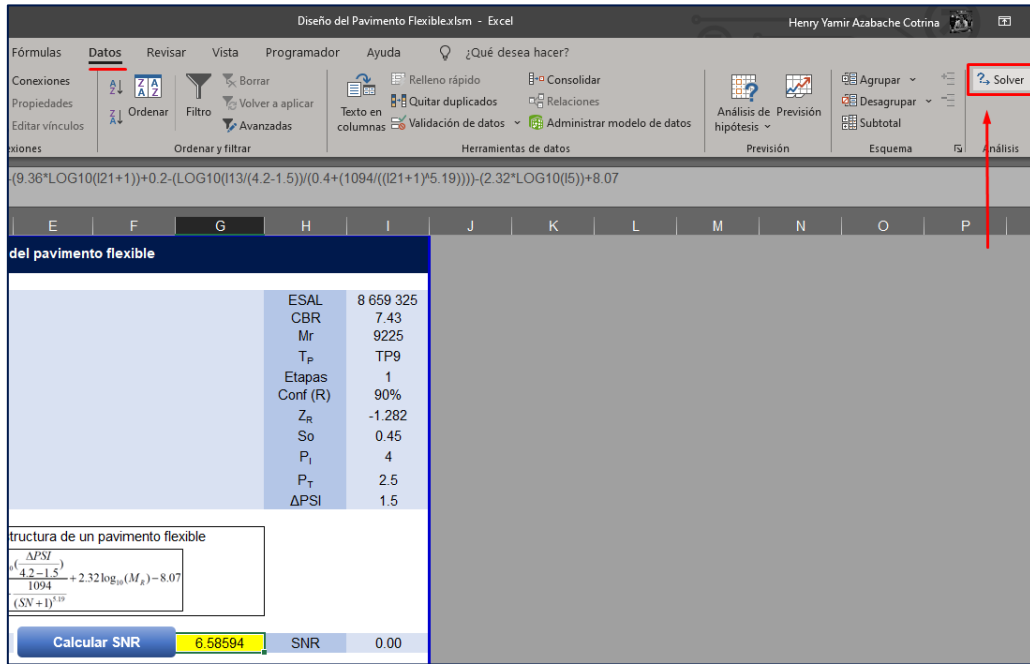 Diseño del Pavimento Flexible.xlsm - Excel
Henry Yamir Azabache Cotrina
Fórmulas Datos Revisar Vista Programador Ayuda ¿Qué desea hacer?
Conexiones
Propiedades
Editar vínculos
Ordenar
Filtro
Borrar
Volver a aplicar
Avanzadas
Ordenar y filtrar
Texto en
columnas
Relleno rápido
Quitar duplicados
Validación de datos
Consolidar
Relaciones
Administrar modelo de datos
Herramientas de datos
Análisis de
hipótesis
Previsión
Previsión
Agrupar
Desagrupar
Subtotal
Esquema
Solver
Análisis
-(9.36*LOG10(I21+1))+0.2-(LOG10(I13/(4.2-1.5))/(0.4+(1094/((I21+1)^5.19))))-(2.32*LOG10(I5))+8.07
E F G H I J K L M N O P
del pavimento flexible
ESAL 8 659 325
CBR 7.43
Mr 9225
TP TP9
Etapas 1
Conf (R) 90%
ZR -1.282
So 0.45
PI 4
PT 2.5
ΔPSI 1.5
structura de un pavimento flexible
(ΔPSI
4.2−1.5)
1094
(SN+1)^5.19
+2.32log10(MR)−8.07
Calcular SNR 6.58594 SNR 0.00